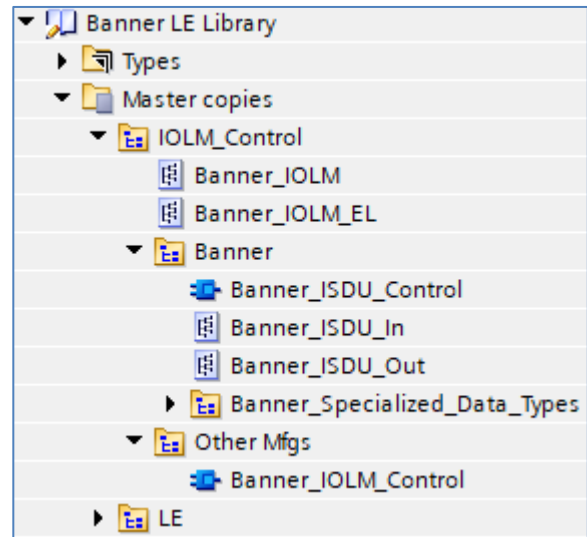 Banner LE Library
Types
Master copies
IOLM_Control
Banner_IOLM
Banner_IOLM_EL
Banner
Banner_ISDU_Control
Banner_ISDU_In
Banner_ISDU_Out
Banner_Specialized_Data_Types
Other Mfgs
Banner_IOLM_Control
LE